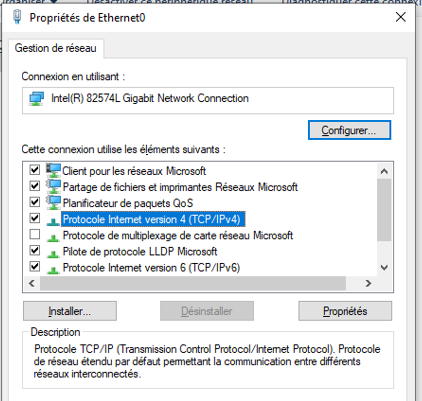 Propriétés de Ethernet0
Gestion de réseau
Connexion en utilisant :
Intel(R) 82574L Gigabit Network Connection
Configurer...
Cette connexion utilise les éléments suivants :
Client pour les réseaux Microsoft
Partage de fichiers et imprimantes Réseaux Microsoft
Planificateur de paquets QoS
Protocole Internet version 4 (TCP/IPv4)
Protocole de multiplexage de carte réseau Microsoft
Pilote de protocole LLDP Microsoft
Protocole Internet version 6 (TCP/IPv6)
Installer...
Désinstaller
Propriétés
Description
Protocole TCP/IP (Transmission Control Protocol/Internet Protocol). Protocole
de réseau étendu par défaut permettant la communication entre différents
réseaux interconnectés.